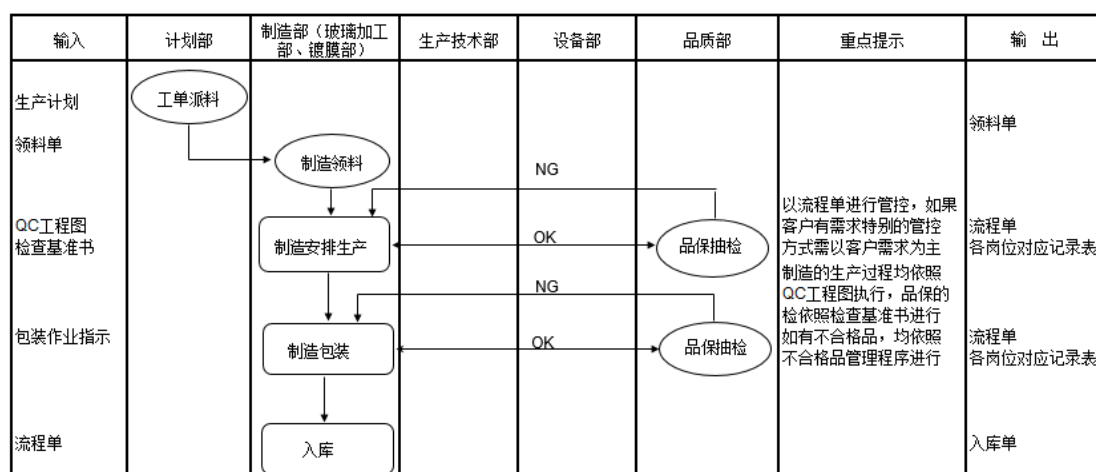 输入
计划部
制造部（玻璃加工
部、镀膜部）
生产技术部
设备部
品质部
重点提示
输 出
生产计划
工单派料
领料单
领料单
制造领料
NG
QC工程图
检查基准书
制造安排生产
OK
品保抽检
以流程单进行管控，如果
客户有需求特别的管控
方式需以客户需求为主
制造的生产过程均依照
QC工程图执行，品保的
检依照检查基准书进行
如有不合格品，均依照
不合格品管理程序进行
流程单
各岗位对应记录表
NG
包装作业指示
制造包装
OK
品保抽检
流程单
各岗位对应记录表
流程单
入库
入库单